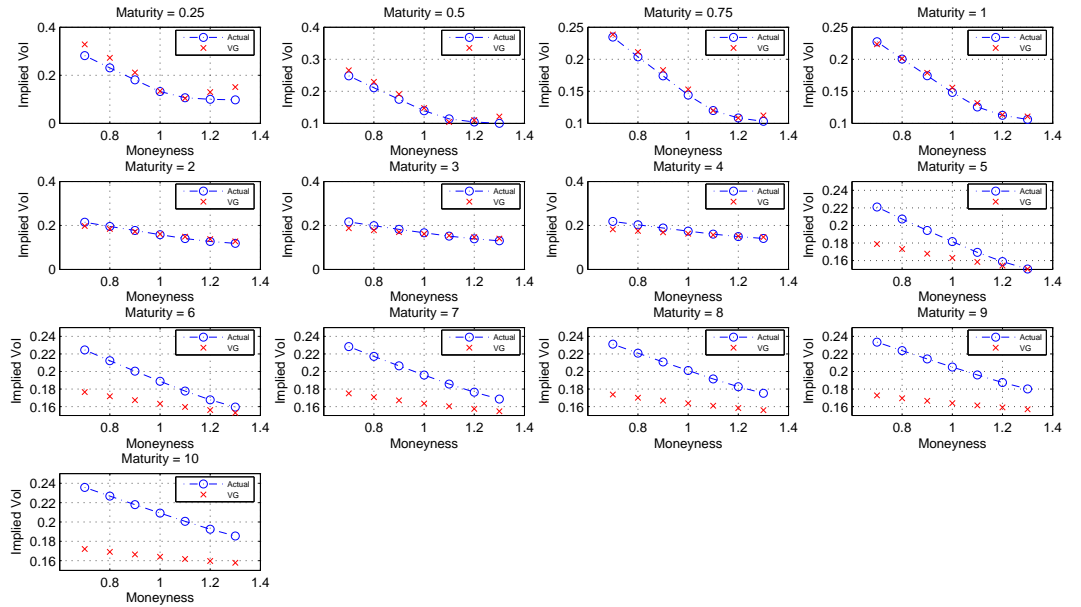 Maturity = 0.25
Implied Vol
0.4
0.2
0
0.8 1 1.2 1.4
Moneyness
Actual
VG
Maturity = 0.5
Implied Vol
0.4
0.3
0.2
0.1
0.8 1 1.2 1.4
Moneyness
Actual
VG
Maturity = 0.75
Implied Vol
0.25
0.2
0.15
0.1
0.8 1 1.2 1.4
Moneyness
Actual
VG
Maturity = 1
Implied Vol
0.25
0.2
0.15
0.1
0.8 1 1.2 1.4
Moneyness
Actual
VG
Maturity = 2
Implied Vol
0.4
0.2
0
0.8 1 1.2 1.4
Moneyness
Actual
VG
Maturity = 3
Implied Vol
0.4
0.2
0
0.8 1 1.2 1.4
Moneyness
Actual
VG
Maturity = 4
Implied Vol
0.4
0.2
0
0.8 1 1.2 1.4
Moneyness
Actual
VG
Maturity = 5
Implied Vol
0.24
0.22
0.2
0.18
0.16
0.8 1 1.2 1.4
Moneyness
Actual
VG
Maturity = 6
Implied Vol
0.24
0.22
0.2
0.18
0.16
0.8 1 1.2 1.4
Moneyness
Actual
VG
Maturity = 7
Implied Vol
0.24
0.22
0.2
0.18
0.16
0.8 1 1.2 1.4
Moneyness
Actual
VG
Maturity = 8
Implied Vol
0.24
0.22
0.2
0.18
0.16
0.8 1 1.2 1.4
Moneyness
Actual
VG
Maturity = 9
Implied Vol
0.24
0.22
0.2
0.18
0.16
0.8 1 1.2 1.4
Moneyness
Actual
VG
Maturity = 10
Implied Vol
0.24
0.22
0.2
0.18
0.16
0.8 1 1.2 1.4
Moneyness
Actual
VG